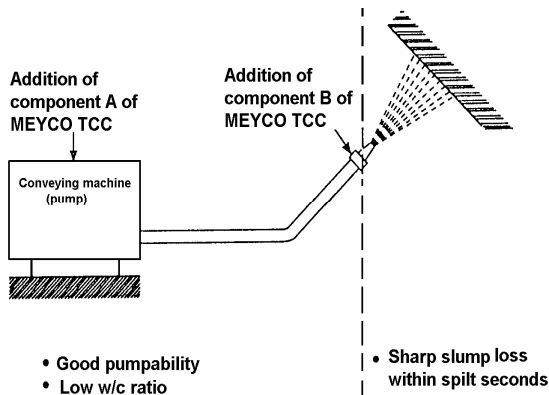 Addition of
component A of
MEYCO TCC
Addition of
component B of
MEYCO TCC
Conveying machine
(pump)
• Good pumpability
• Low w/c ratio
• Sharp slump loss
within spilt seconds